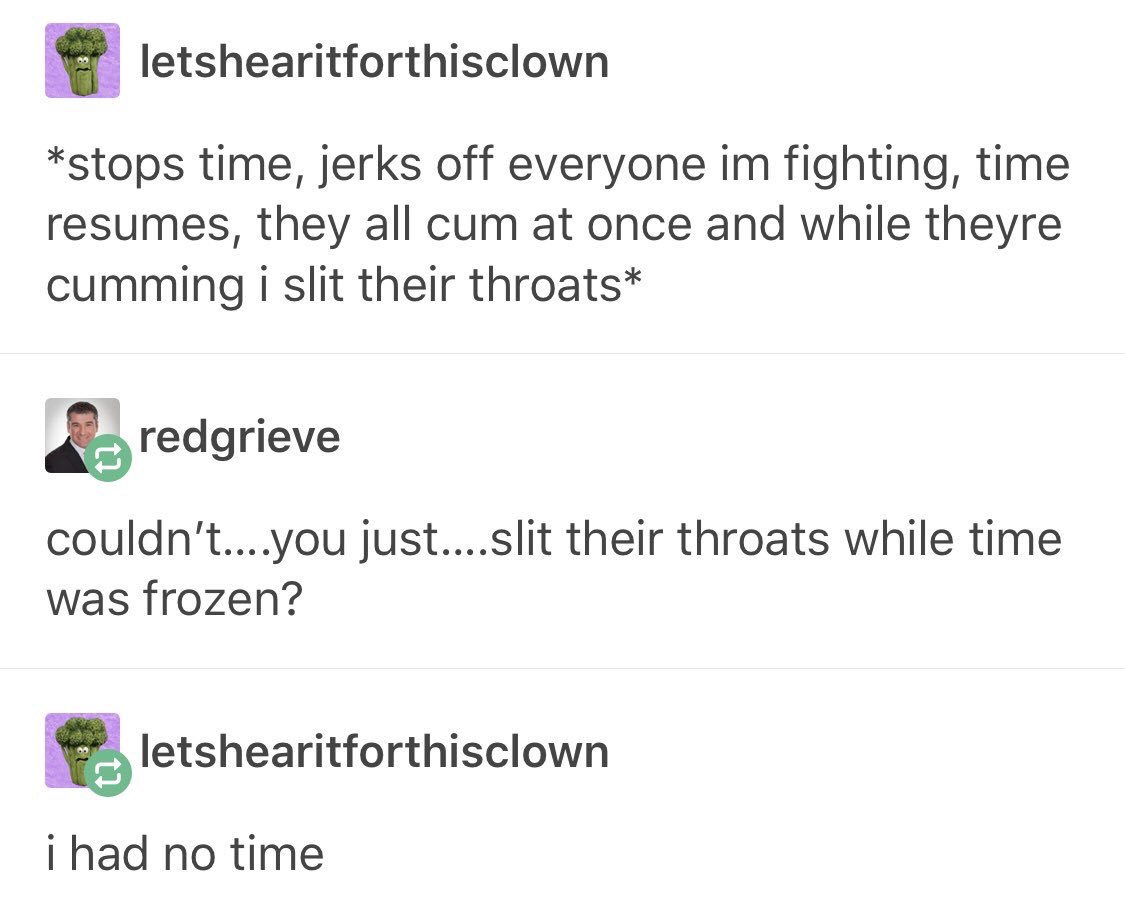 letshearitforthisclown
*stops time, jerks off everyone im fighting, time
resumes, they all cum at once and while theyre
cumming i slit their throats*
redgrieve
couldn’t....you just....slit their throats while time
was frozen?
letshearitforthisclown
i had no time